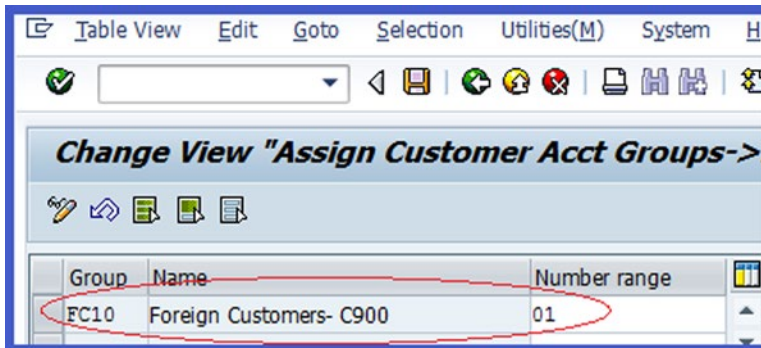 Table View Edit Goto Selection Utilities(M) System H
Change View "Assign Customer Acct Groups->
Group Name Number range
FC10 Foreign Customers- C900 01